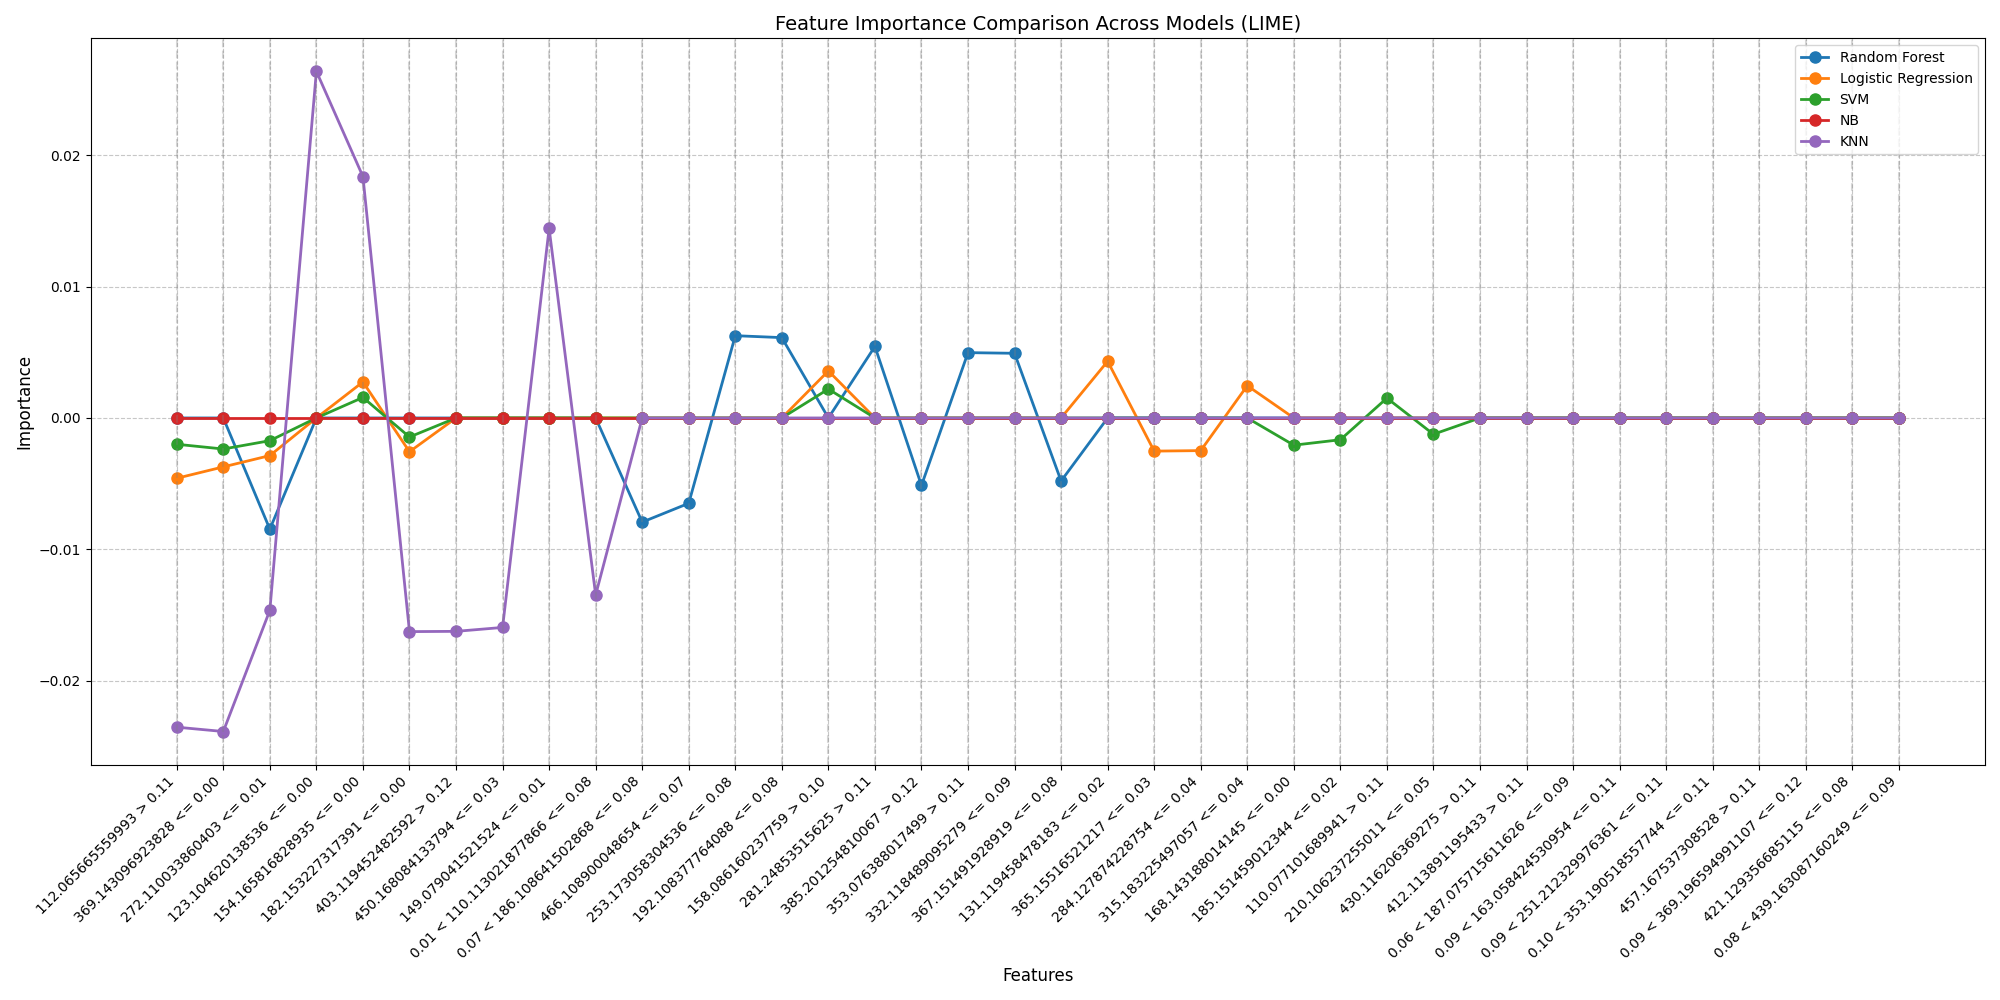 Feature Importance Comparison Across Models (LIME)
Random Forest
Logistic Regression
SVM
NB
KNN
Importance
0.02
0.01
0.00
−0.01
−0.02
112.065665559993 > 0.11
369.143096923828 <= 0.00
272.110033860403 <= 0.01
123.104620138536 <= 0.00
154.165816828935 <= 0.00
182.153227317391 <= 0.00
403.119452482592 > 0.12
450.168084133794 <= 0.03
149.079041521524 <= 0.01
0.01 < 110.113021877866 <= 0.08
0.07 < 186.108641502868 <= 0.08
466.108900048654 <= 0.07
253.173058304536 <= 0.08
192.108377764088 <= 0.08
158.08616023775​9 > 0.10
281.248535515625 > 0.11
385.201254810067 > 0.12
353.076388017499 > 0.11
332.118489095279 <= 0.09
367.151491928919 <= 0.08
131.119458478183 <= 0.02
365.15516521217 <= 0.03
284.127874228754 <= 0.04
315.183225497057 <= 0.04
168.143188014145 <= 0.00
185.151459012344 <= 0.02
110.077101689941 > 0.11
210.106237255011 <= 0.05
430.116206369275 > 0.11
412.113891195433 > 0.11
0.06 < 187.075715611626 <= 0.09
0.09 < 163.058424530954 <= 0.11
0.09 < 251.212329976361 <= 0.11
0.10 < 353.190518557744 <= 0.11
457.167537308528 > 0.11
0.09 < 369.196594991107 <= 0.12
421.129356685115 <= 0.08
0.08 < 439.163087160249 <= 0.09
Features